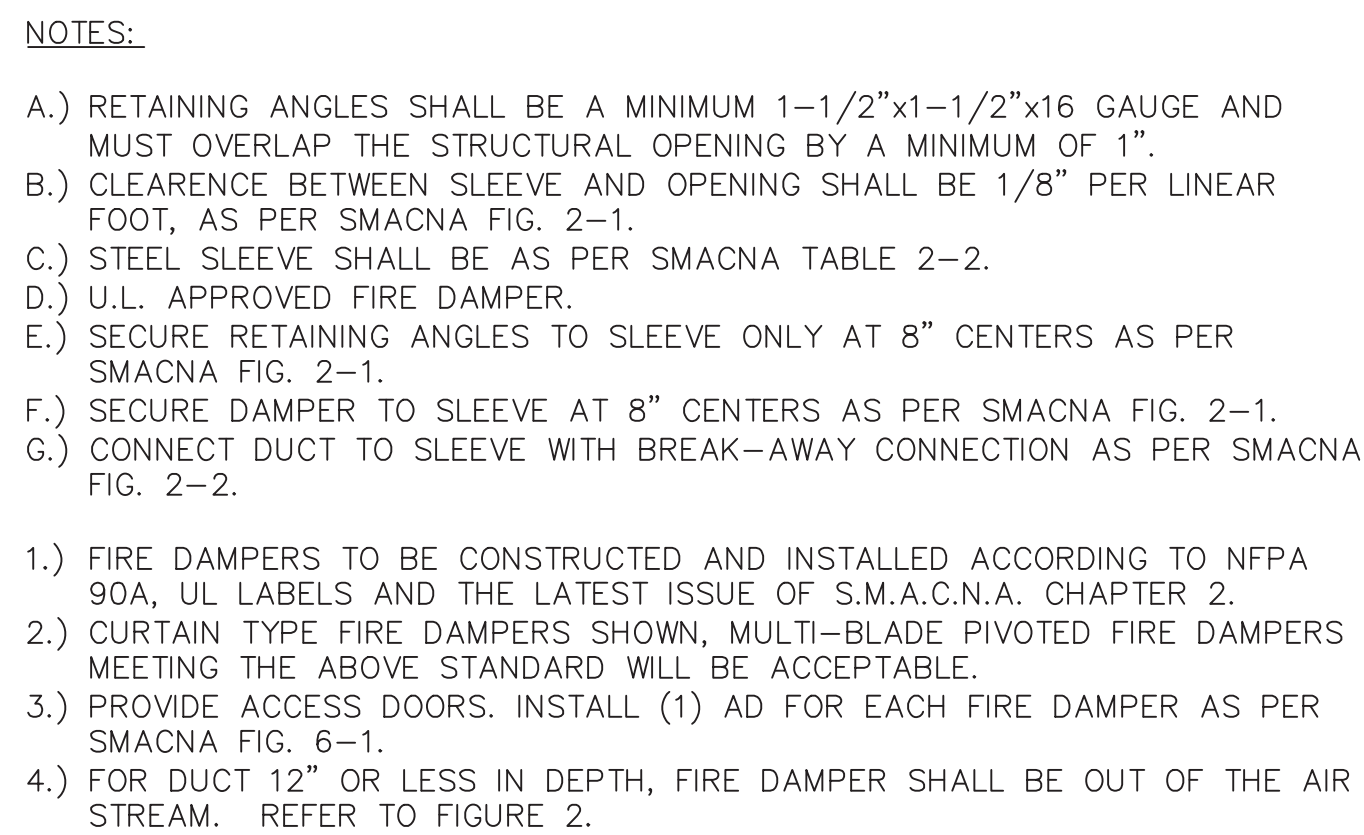 NOTES:
A.) RETAINING ANGLES SHALL BE A MINIMUM 1-1/2"x1-1/2"x16 GAUGE AND
MUST OVERLAP THE STRUCTURAL OPENING BY A MINIMUM OF 1".
B.) CLEARENCE BETWEEN SLEEVE AND OPENING SHALL BE 1/8" PER LINEAR
FOOT, AS PER SMACNA FIG. 2-1.
C.) STEEL SLEEVE SHALL BE AS PER SMACNA TABLE 2-2.
D.) U.L. APPROVED FIRE DAMPER.
E.) SECURE RETAINING ANGLES TO SLEEVE ONLY AT 8" CENTERS AS PER
SMACNA FIG. 2-1.
F.) SECURE DAMPER TO SLEEVE AT 8" CENTERS AS PER SMACNA FIG. 2-1.
G.) CONNECT DUCT TO SLEEVE WITH BREAK-AWAY CONNECTION AS PER SMACNA
FIG. 2-2.
1.) FIRE DAMPERS TO BE CONSTRUCTED AND INSTALLED ACCORDING TO NFPA
90A, UL LABELS AND THE LATEST ISSUE OF S.M.A.C.N.A. CHAPTER 2.
2.) CURTAIN TYPE FIRE DAMPERS SHOWN, MULTI-BLADE PIVOTED FIRE DAMPERS
MEETING THE ABOVE STANDARD WILL BE ACCEPTABLE.
3.) PROVIDE ACCESS DOORS. INSTALL (1) AD FOR EACH FIRE DAMPER AS PER
SMACNA FIG. 6-1.
4.) FOR DUCT 12" OR LESS IN DEPTH, FIRE DAMPER SHALL BE OUT OF THE AIR
STREAM. REFER TO FIGURE 2.